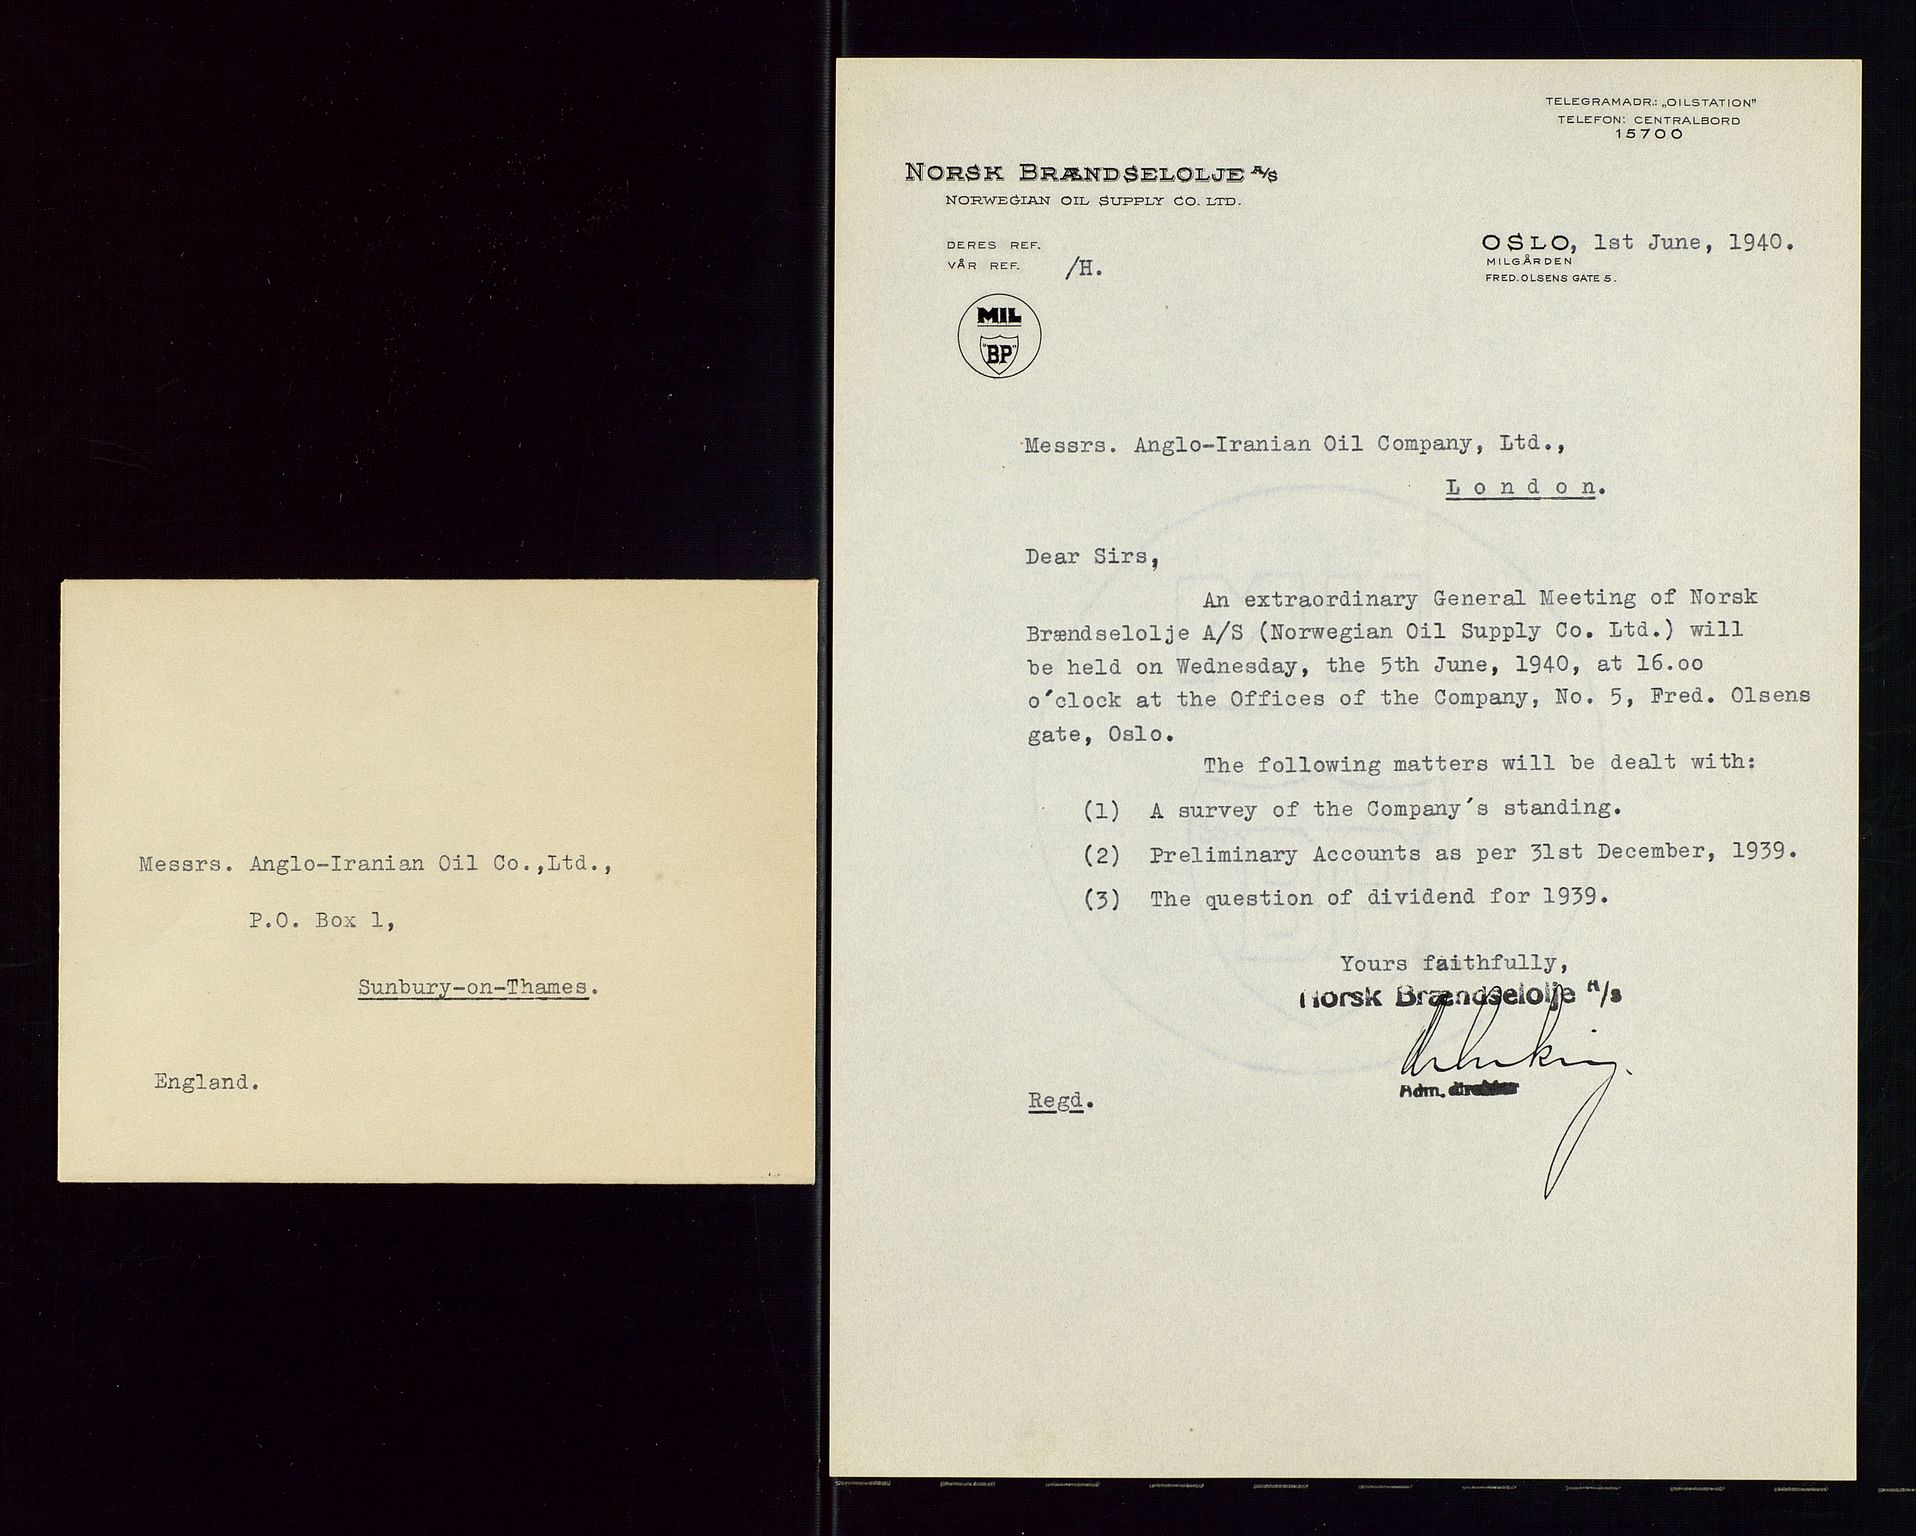 Messrs. Anglo-Iranian Oil Co.,Ltd.,
P.O. Box 1,
Sunbury-on-Thames.
England.
TELEGRAMADR.: „OILSTATION"
TELEFON: CENTRALBORD
15700
NORSK BRÆNDSELOLJE A/S
NORWEGIAN OIL SUPPLY CO. LTD.
DERES REF.
VÅR REF. /H.
OSLO, 1st June, 1940.
MILGÅRDEN
FRED. OLSENS GATE 5.
MIL
"BP"
Messrs. Anglo-Iranian Oil Company, Ltd.,
London.
Dear Sirs,
An extraordinary General Meeting of Norsk
Brændselolje A/S (Norwegian Oil Supply Co. Ltd.) will
be held on Wednesday, the 5th June, 1940, at 16.oo
o'clock at the Offices of the Company, No. 5, Fred. Olsens
gate, Oslo.
The following matters will be dealt with:
(1) A survey of the Company's standing.
(2) Preliminary Accounts as per 31st December, 1939.
(3) The question of dividend for 1939.
Yours faithfully,
Norsk Brændselolje A/S
Adm. direktør
Regd.